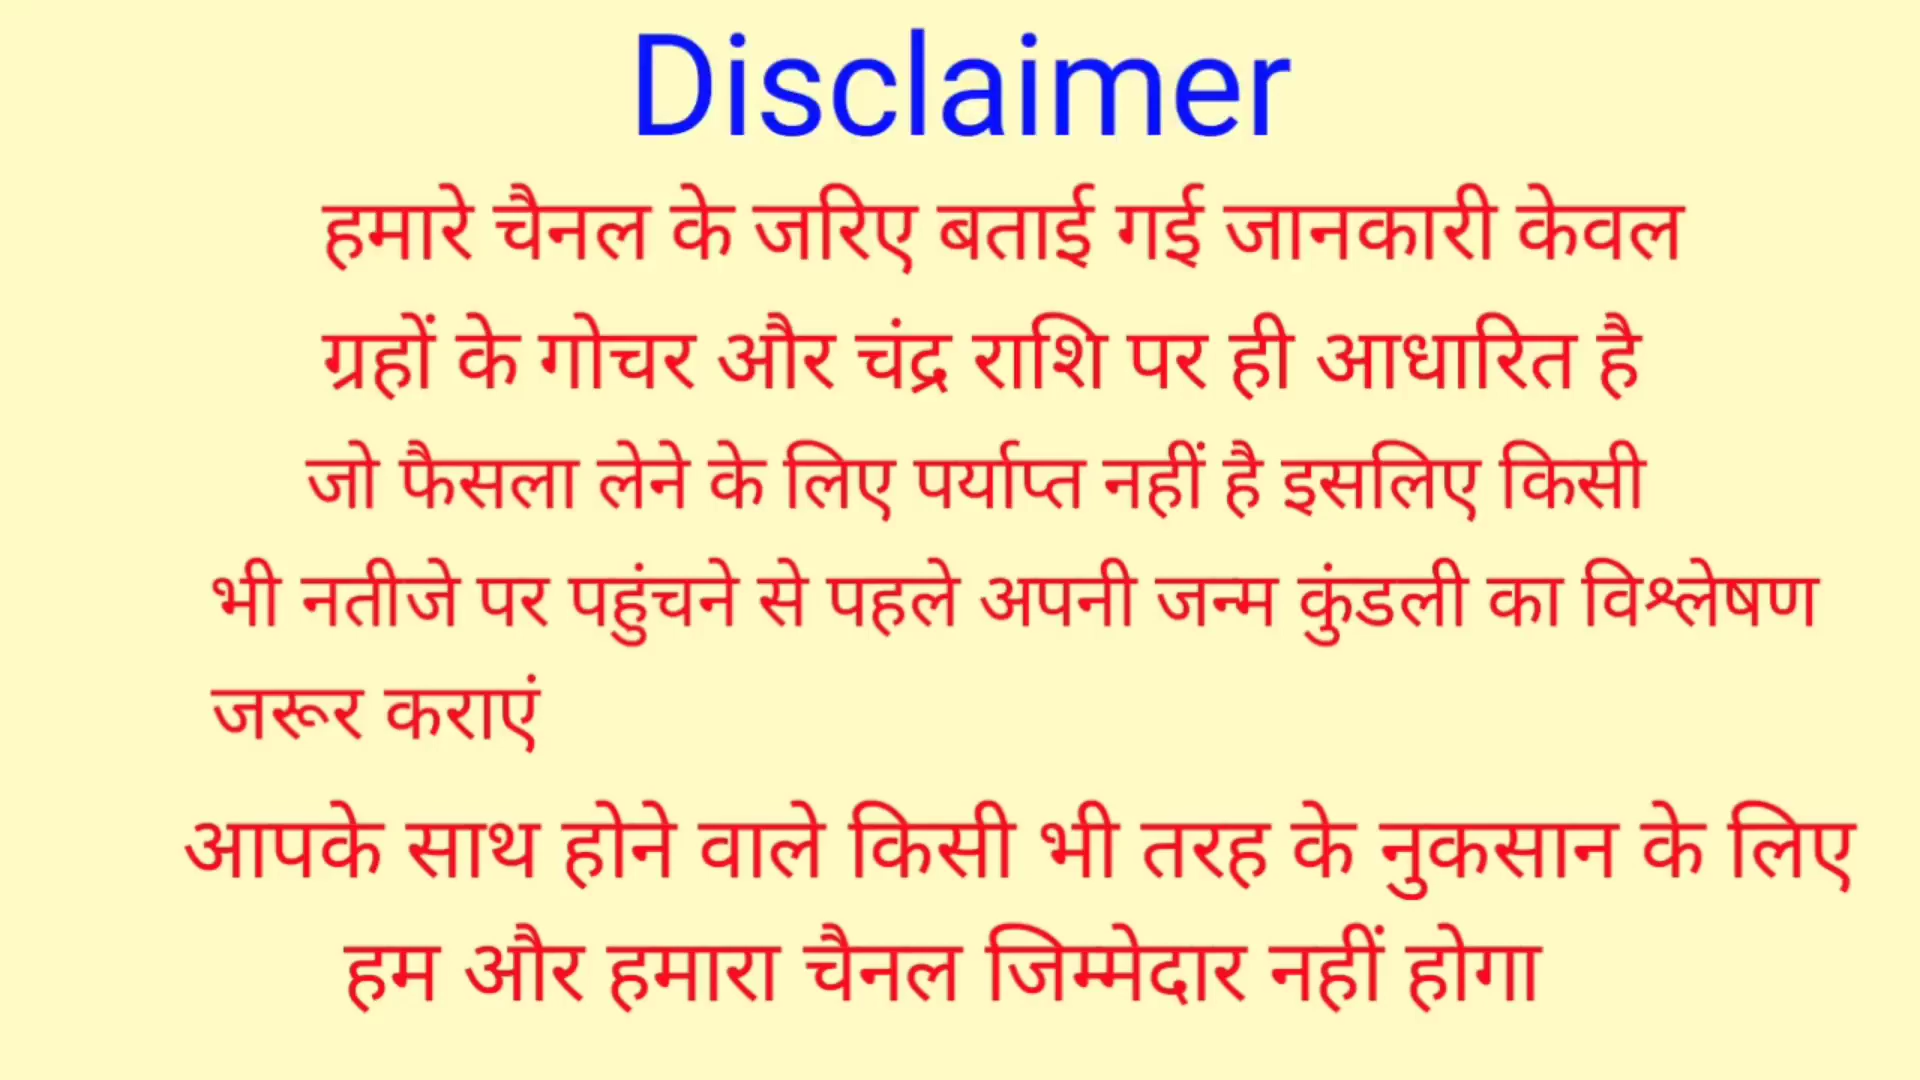 Disclaimer
हमारे चैनल के जरिए बताई गई जानकारी केवल
ग्रहों के गोचर और चंद्र राशि पर ही आधारित है
जो फैसला लेने के लिए पर्याप्त नहीं है इसलिए किसी
भी नतीजे पर पहुंचने से पहले अपनी जन्म कुंडली का विश्लेषण
जरूर कराएं
आपके साथ होने वाले किसी भी तरह के नुकसान के लिए
हम और हमारा चैनल जिम्मेदार नहीं होगा